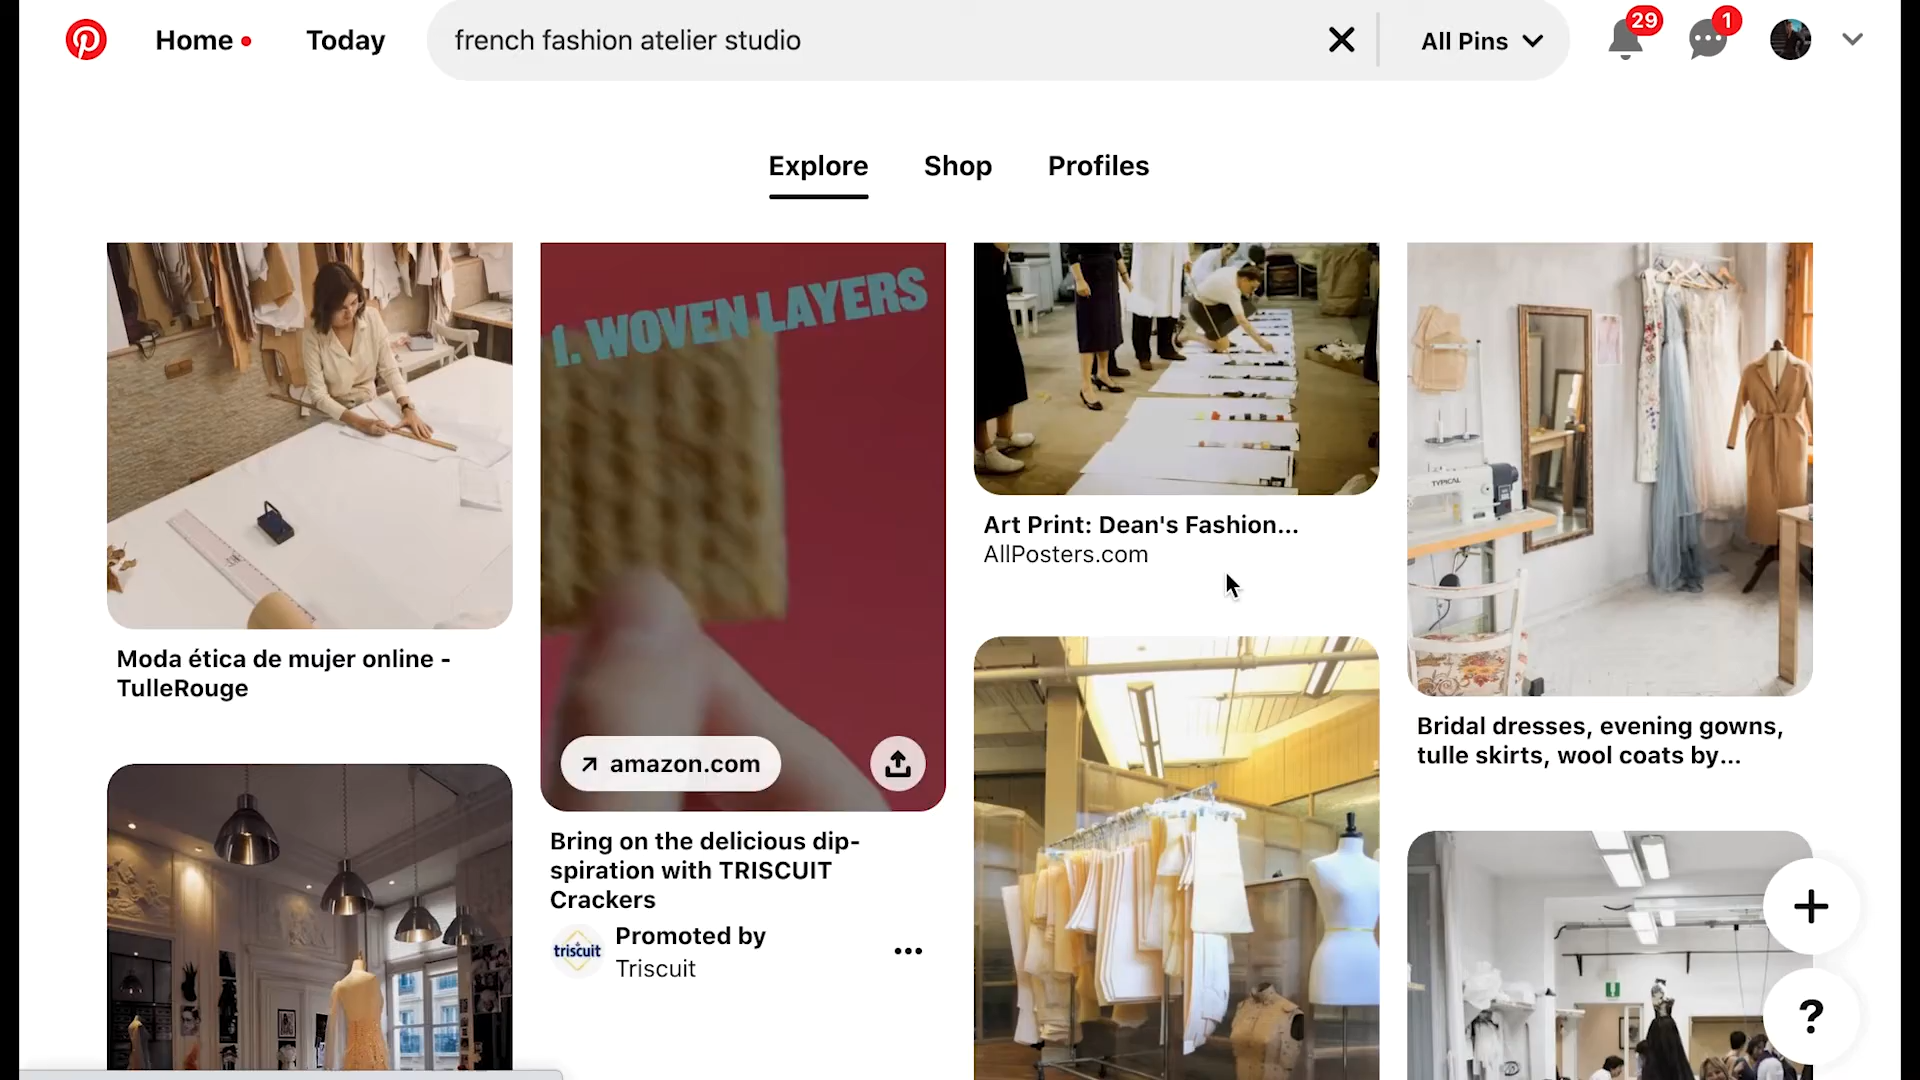 Home
Today
french fashion atelier studio
All Pins
29
1
Explore
Shop
Profiles
1. WOVEN LAYERS
TYPICAL
Art Print: Dean's Fashion...
AllPosters.com
Moda ética de mujer online -
TulleRouge
Bridal dresses, evening gowns,
tulle skirts, wool coats by...
amazon.com
Bring on the delicious dip-
spiration with TRISCUIT
Crackers
triscuit
Promoted by
Triscuit
+
?